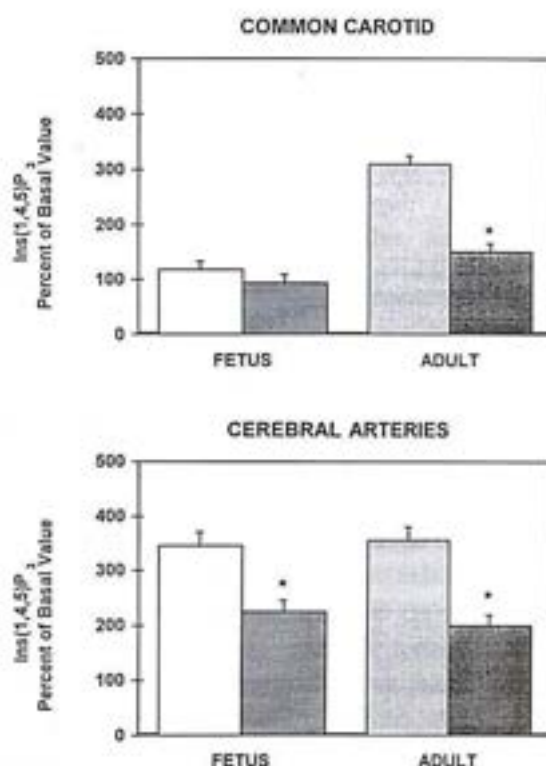 COMMON CAROTID
Ins(1,4,5)P3
Percent of Basal Value
500
400
300
200
100
0
*
FETUS
ADULT
CEREBRAL ARTERIES
Ins(1,4,5)P3
Percent of Basal Value
500
400
300
200
100
0
*
*
FETUS
ADULT